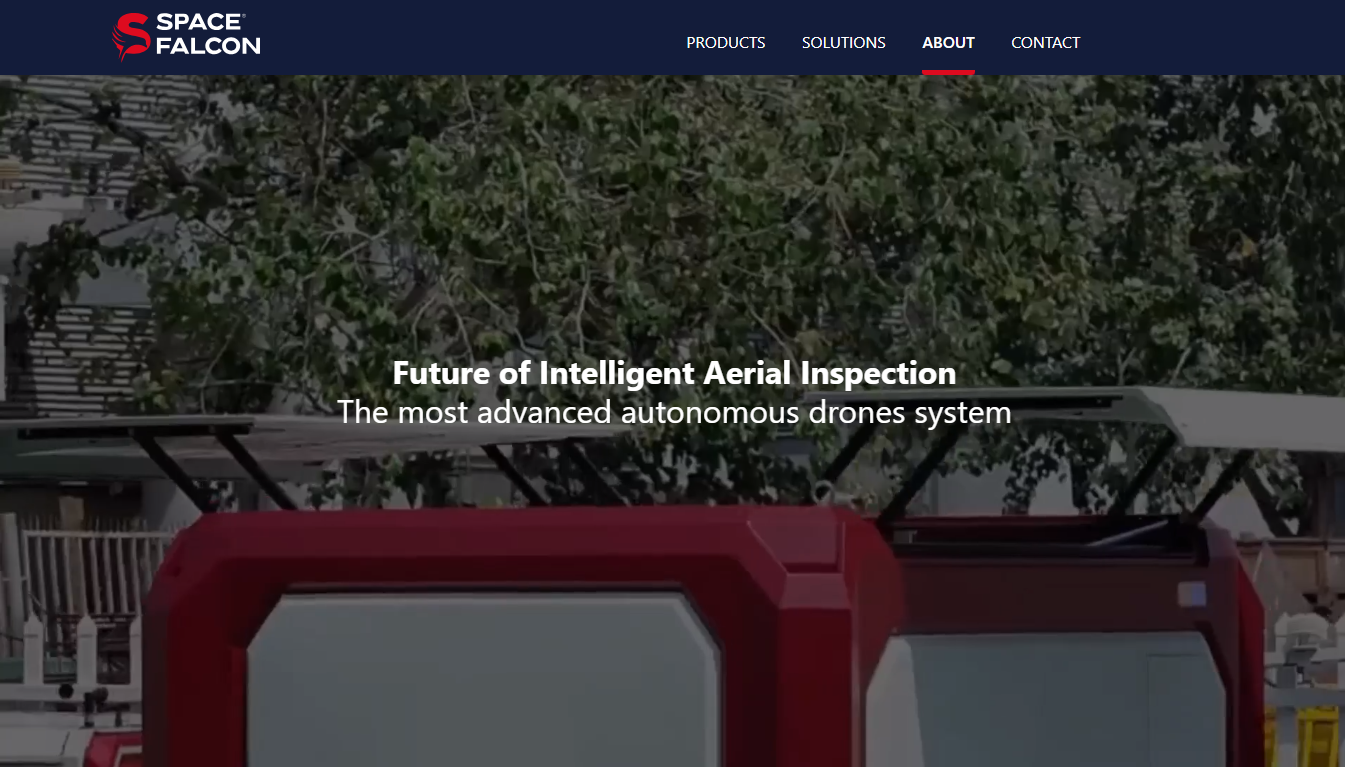 SPACE®
FALCON
PRODUCTS SOLUTIONS ABOUT CONTACT
Future of Intelligent Aerial Inspection
The most advanced autonomous drones system